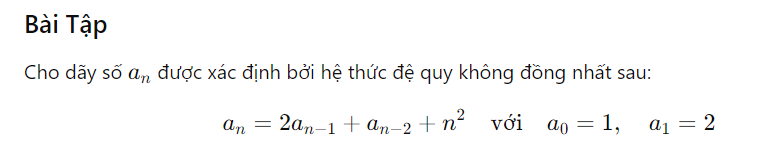 Bài Tập
Cho dãy số aₙ được xác định bởi hệ thức đệ quy không đồng nhất sau:
aₙ = 2aₙ₋₁ + aₙ₋₂ + n² với a₀ = 1, a₁ = 2